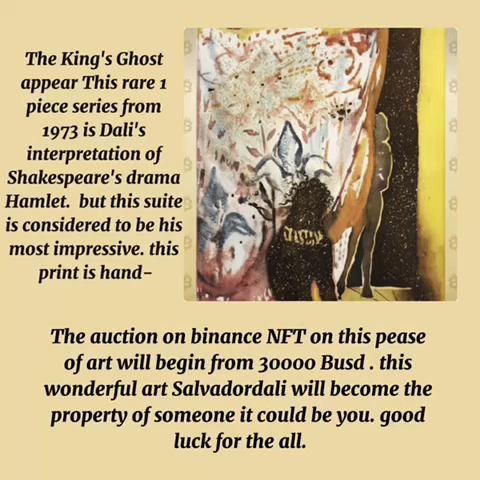 The King's Ghost
appear This rare 1
piece series from
1973 is Dali's
interpretation of
Shakespeare's drama
Hamlet.  but this suite
is considered to be his
most impressive. this
print is hand-
The auction on binance NFT on this pease
of art will begin from 30000 Busd . this
wonderful art Salvadordali will become the
property of someone it could be you. good
luck for the all.